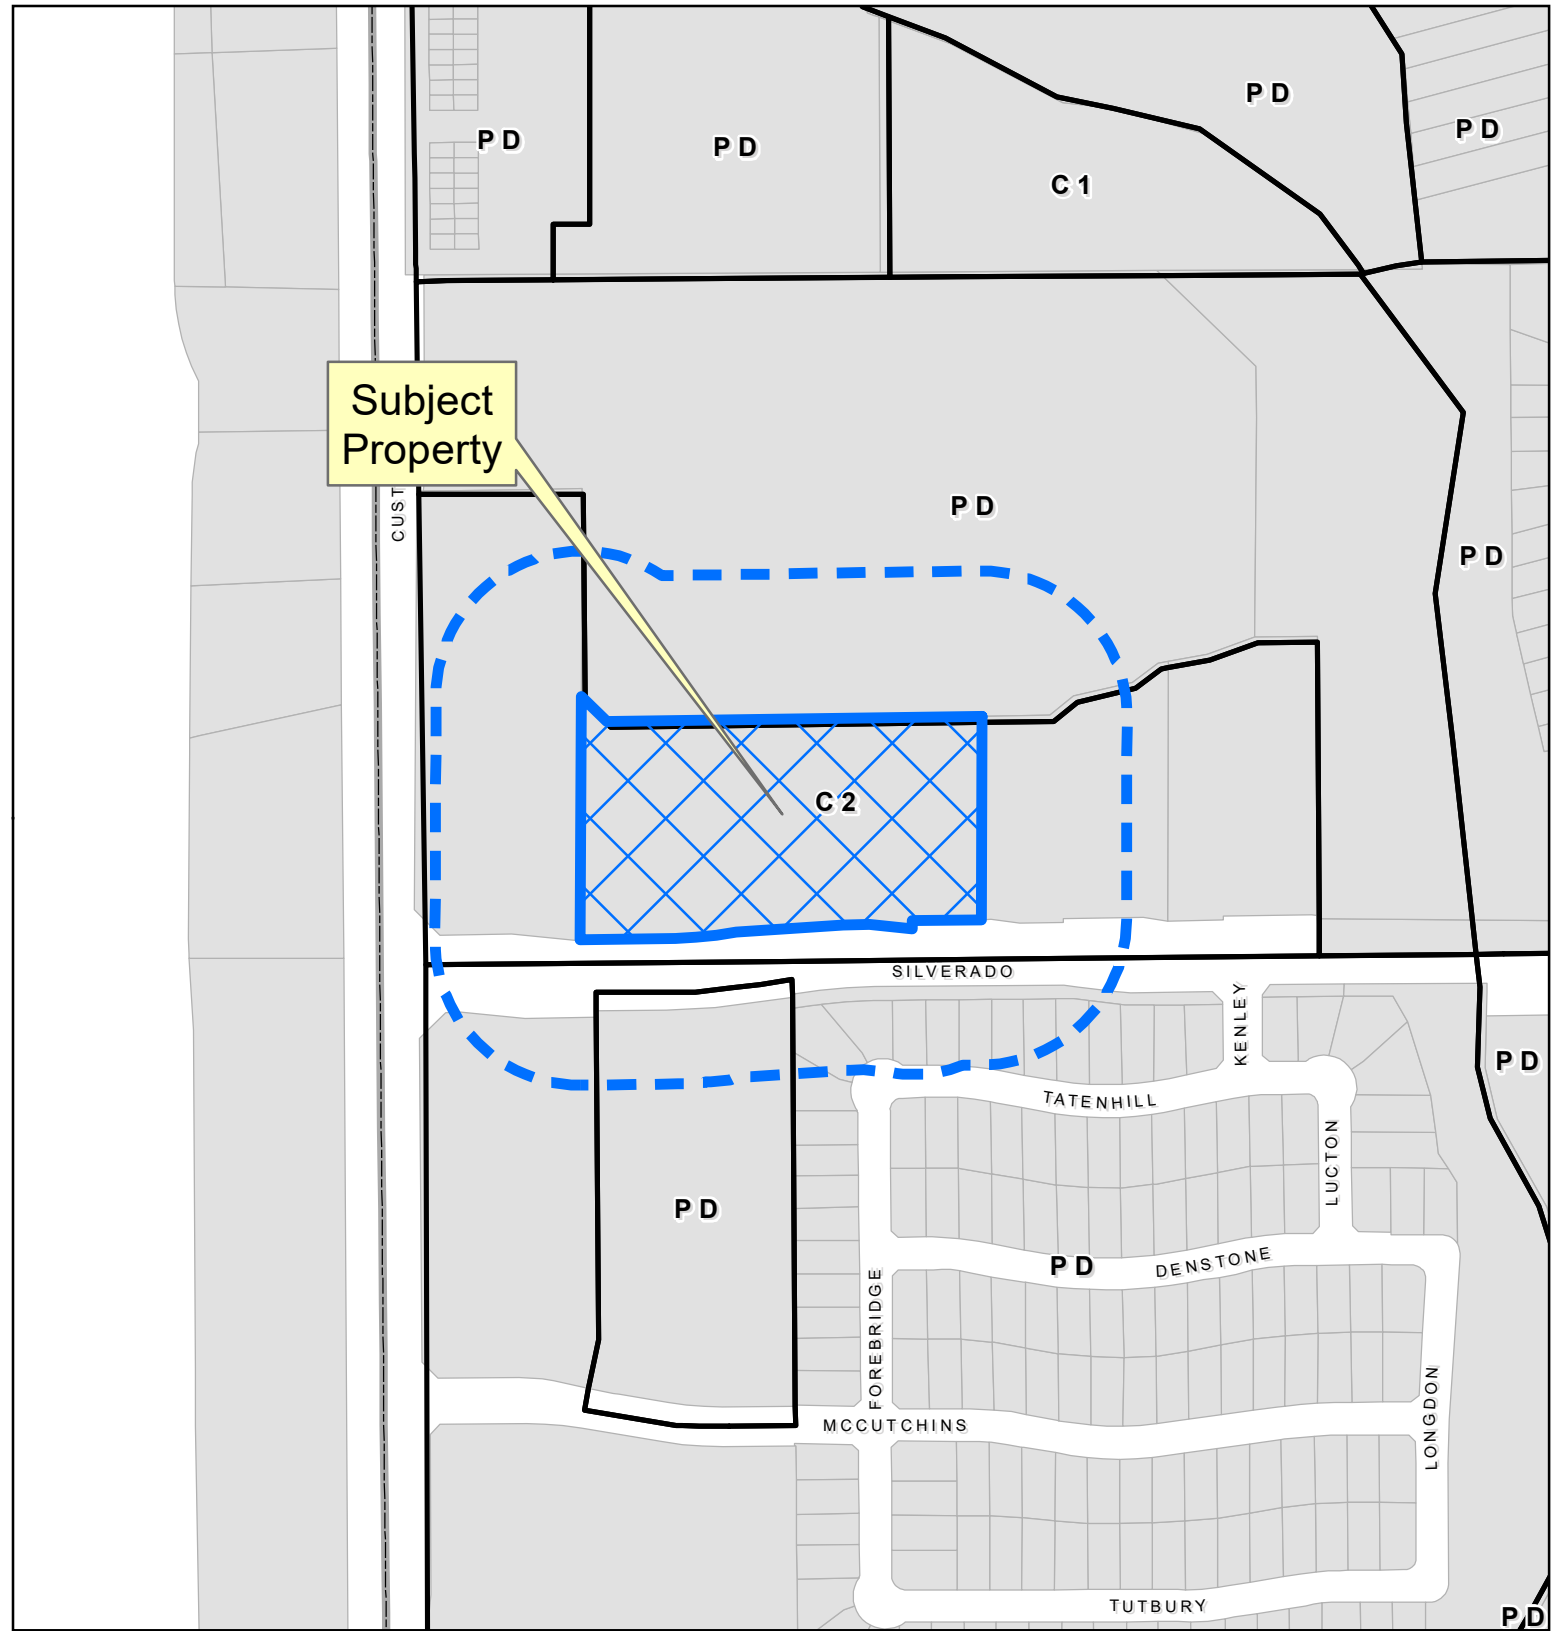 P D
P D
P D
P D
C 1
Subject
Property
CUST
P D
P D
C 2
SILVERADO
KENLEY
P D
TATENHILL
LUCTON
P D
P D
DENSTONE
FOREBRIDGE
LONGDON
MCCUTCHINS
TUTBURY
P D